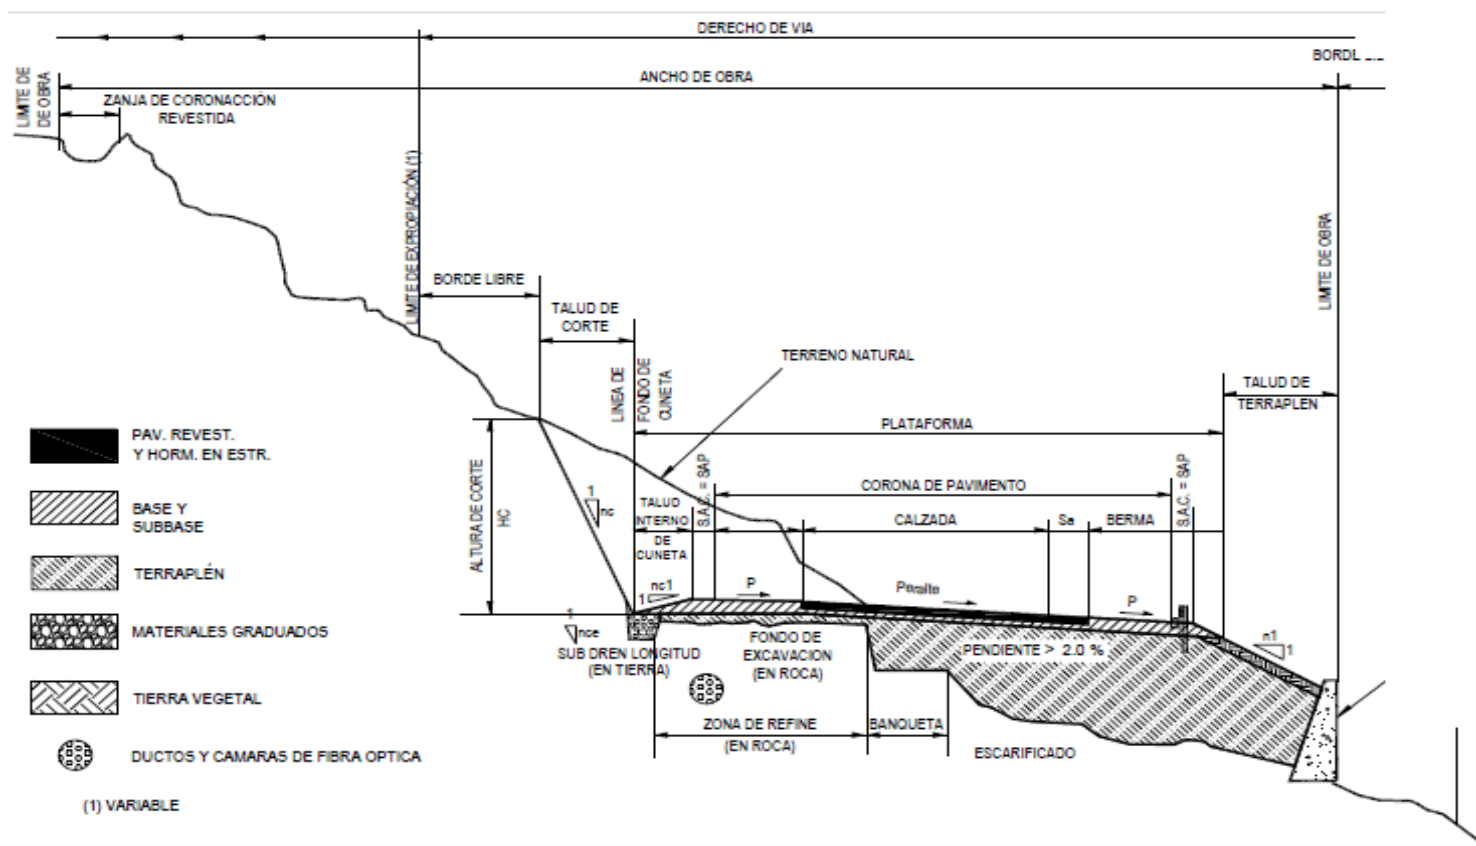 DERECHO DE VIA
BORDE
ANCHO DE OBRA
LIMITE DE
DE OBRA
ZANJA DE CORONACCIÓN
REVESTIDA
LIMITE DE EXPROPIACIÓN (1)
LIMITE DE OBRA
BORDE LIBRE
TALUD DE
CORTE
LINEA DE
FONDO DE
CUNETA
TERRENO NATURAL
TALUD DE
TERRAPLEN
PLATAFORMA
PAV. REVEST.
Y HORM. EN ESTR.
ALTURA DE CORTE
HC
1
nc
TALUD
INTERNO
DE
CUNETA
S.A.C. = SAP
CORONA DE PAVIMENTO
S.A.C. = SAP
CALZADA
Sa
BERMA
BASE Y
SUBBASE
TERRAPLÉN
nc1
1
P
Peralte
P
1
nce
MATERIALES GRADUADOS
SUB DREN LONGITUD
(EN TIERRA)
FONDO DE
EXCAVACION
(EN ROCA)
PENDIENTE > 2.0 %
n1
1
TIERRA VEGETAL
ZONA DE REFINE
(EN ROCA)
BANQUETA
ESCARIFICADO
DUCTOS Y CAMARAS DE FIBRA OPTICA
(1) VARIABLE